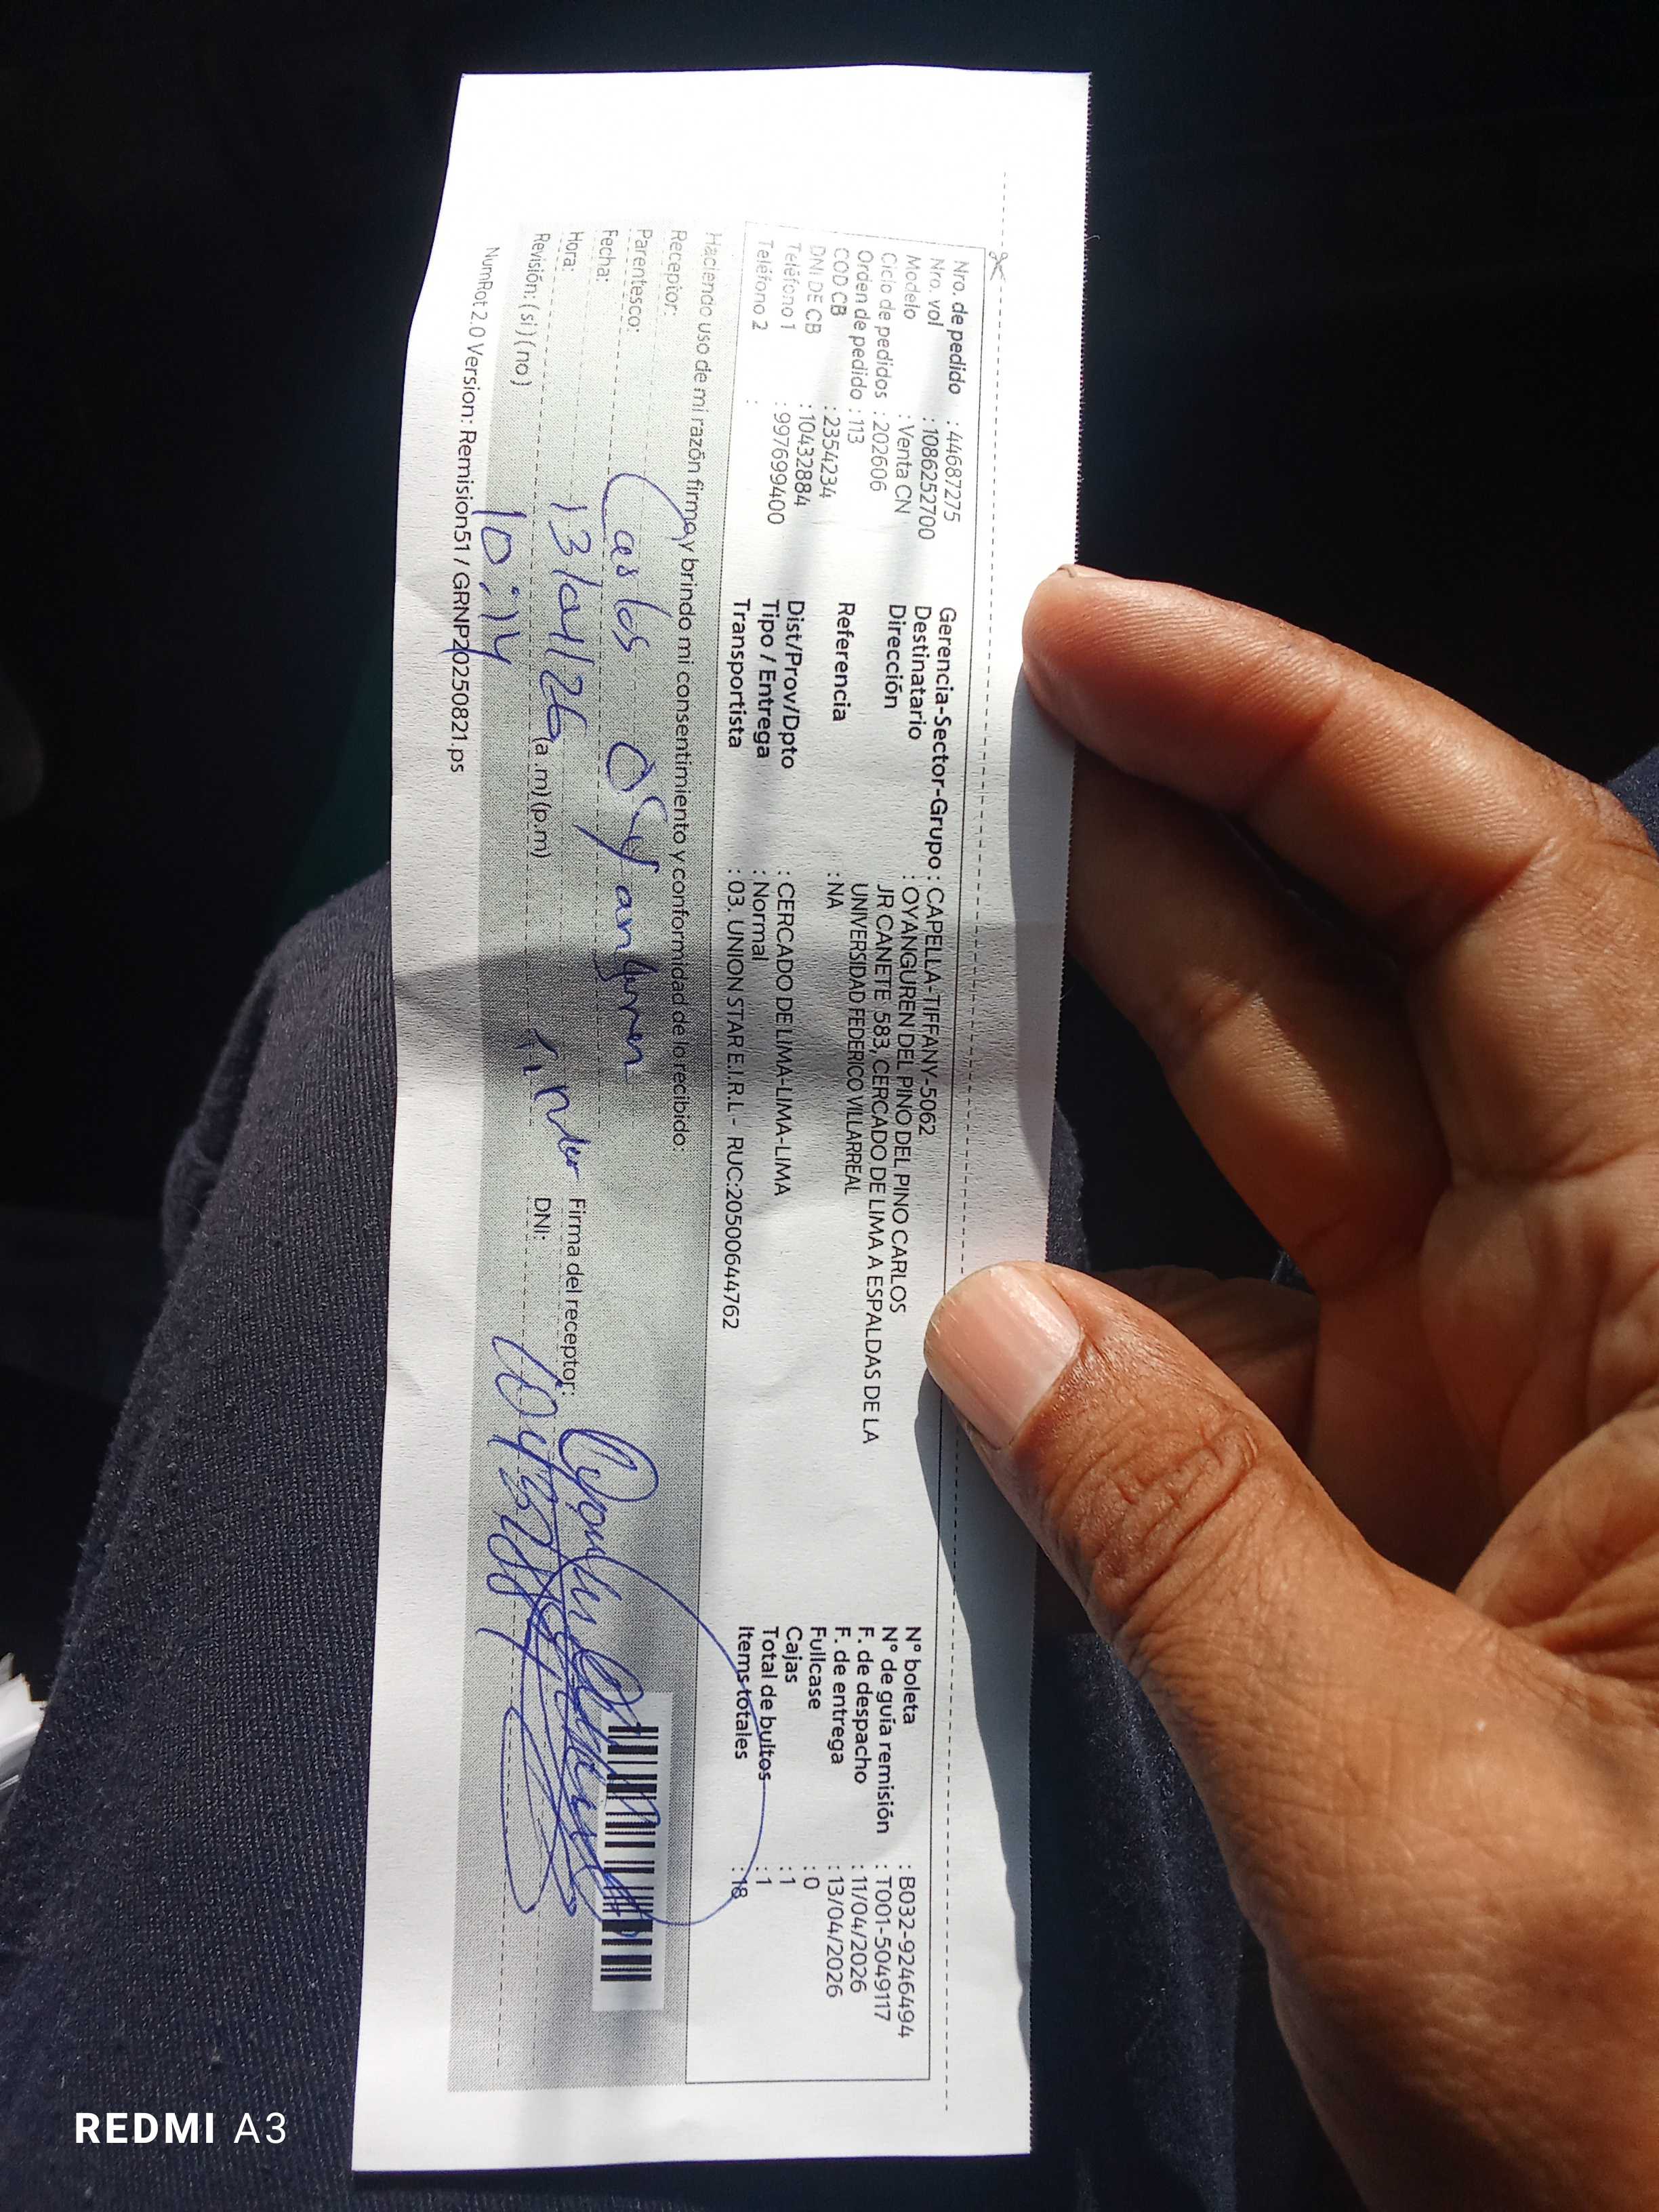 Nro. de pedido : 44687275
Nro. vol : 1086252700
Modelo : Venta CN
Ciclo de pedidos : 202606
Orden de pedido : 113
COD CB : 2354234
DNI DE CB : 10432884
Teléfono 1 : 997699400
Teléfono 2 :
Gerencia-Sector-Grupo : CAPELLA-TIFFANY-5062
Destinatario : OYANGUREN DEL PINO DEL PINO CARLOS
Dirección JR CANETE 583, CERCADO DE LIMA A ESPALDAS DE LA
UNIVERSIDAD FEDERICO VILLARREAL
Referencia : NA
Dist/Prov/Dpto : CERCADO DE LIMA-LIMA-LIMA
Tipo / Entrega : Normal
Transportista : 03. UNION STAR E.I.R.L - RUC:20500644762
N° boleta : B032-9246494
N° de guía remisión : T001-5049117
F. de despacho : 11/04/2026
F. de entrega : 13/04/2026
Fullcase : 0
Cajas : 1
Total de bultos : 1
Items totales : 18
Haciendo uso de mi razón firmo y brindo mi consentimiento y conformidad de lo recibido:
Receptor: Carlos Oyanguren
Parentesco:
Fecha: 13/04/26
Firma del receptor:
Hora: 10:14 (a.m) (p.m)
DNI:
Revisión: (si) (no)
NumRot 2.0 Version: Remision51 / GRNP20250821.ps
REDMI A3